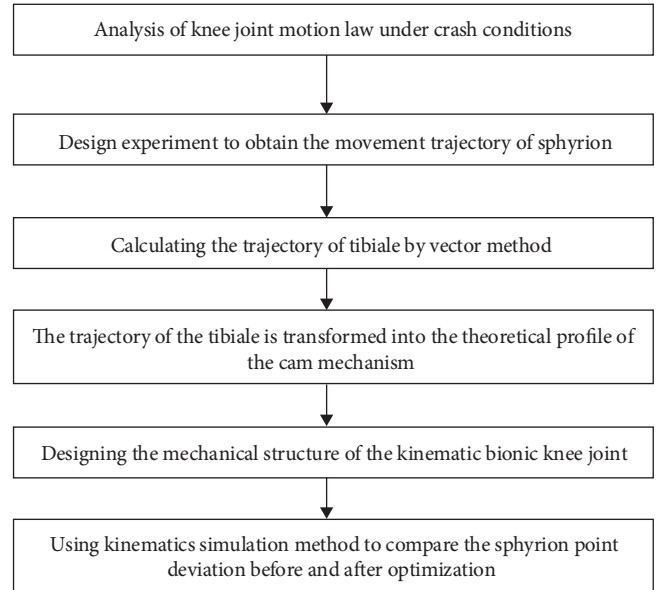 Analysis of knee joint motion law under crash conditions
Design experiment to obtain the movement trajectory of sphyrion
Calculating the trajectory of tibiale by vector method
The trajectory of the tibiale is transformed into the theoretical profile of
the cam mechanism
Designing the mechanical structure of the kinematic bionic knee joint
Using kinematics simulation method to compare the sphyrion point
deviation before and after optimization